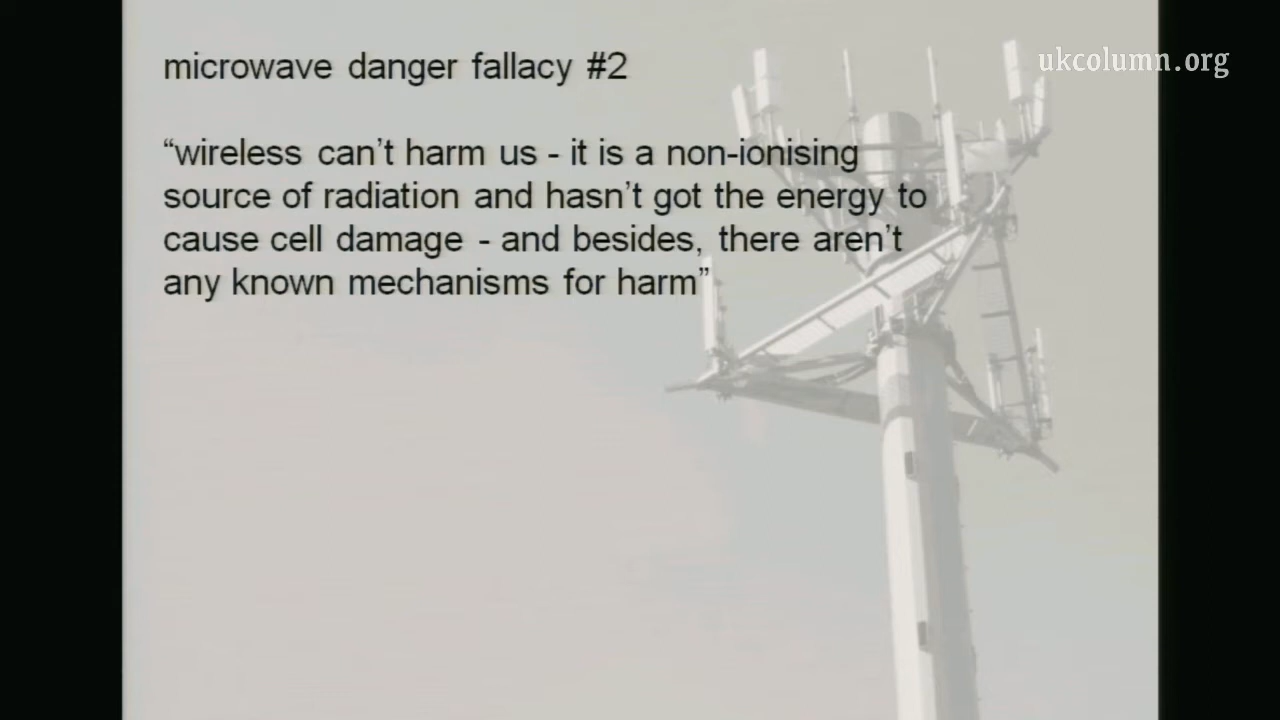 ukcolumn.org
microwave danger fallacy #2
“wireless can’t harm us - it is a non-ionising
source of radiation and hasn’t got the energy to
cause cell damage - and besides, there aren’t
any known mechanisms for harm”